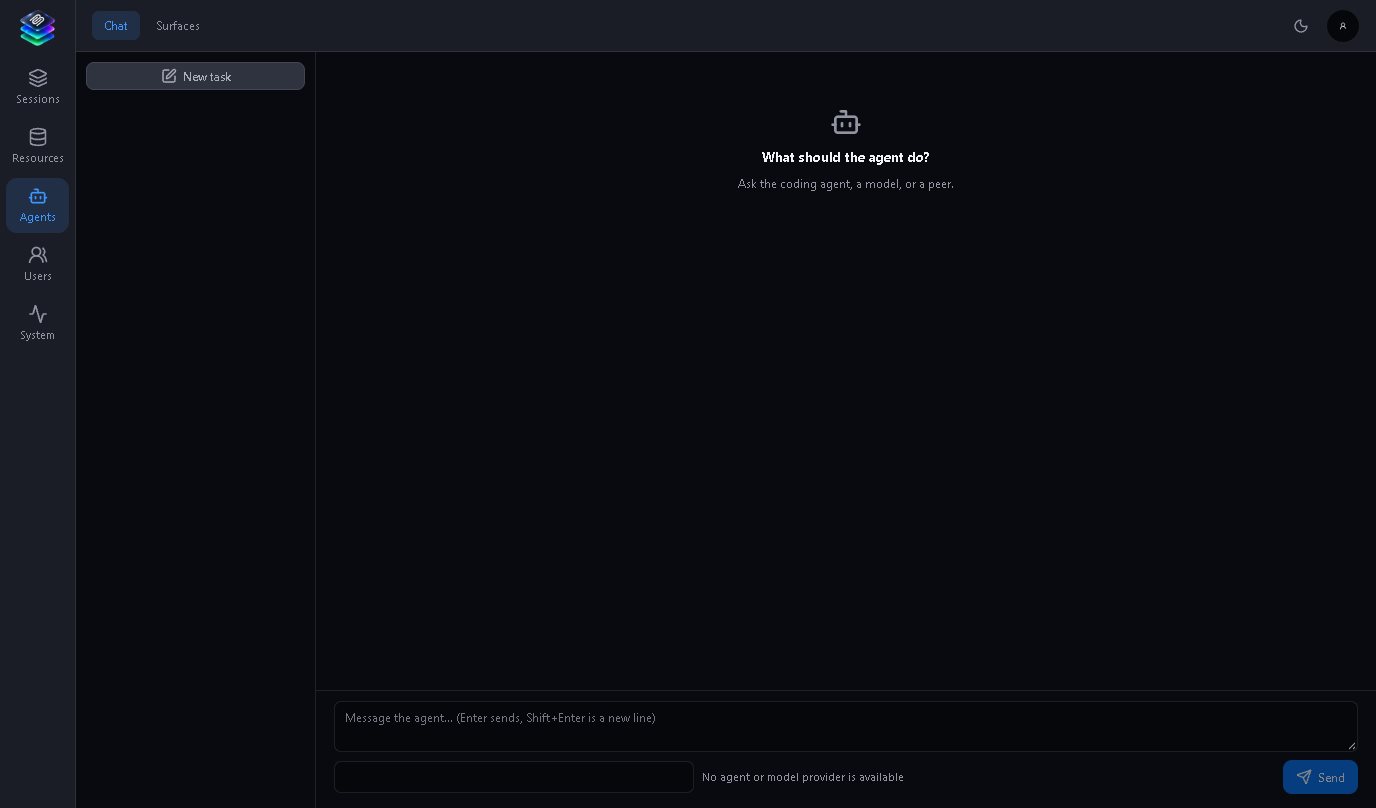 Chat
Surfaces
Sessions
Resources
Agents
Users
System
New task
What should the agent do?
Ask the coding agent, a model, or a peer.
Message the agent... (Enter sends, Shift+Enter is a new line)
No agent or model provider is available
Send
A